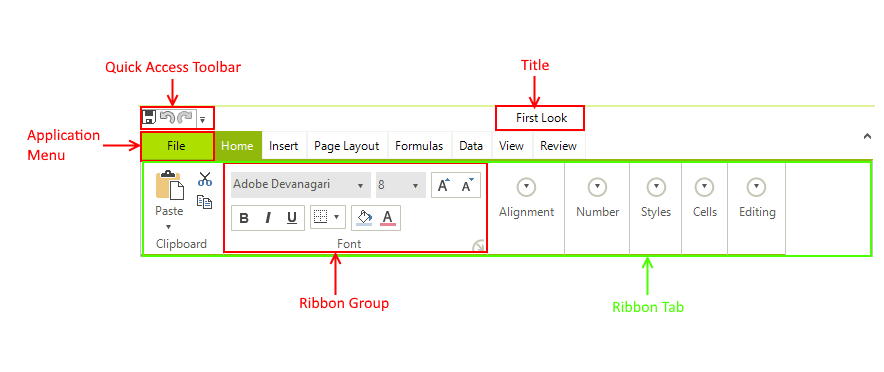 Quick Access Toolbar
Title
First Look
Application
Menu
File Home Insert Page Layout Formulas Data View Review
Adobe Devanagari 8 A A
Paste
B I U A
Alignment Number Styles Cells Editing
Clipboard Font
Ribbon Group
Ribbon Tab